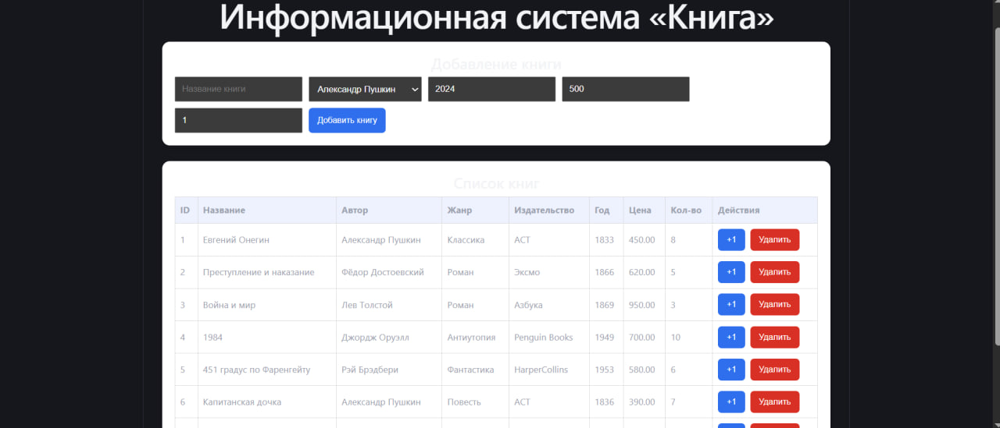 Информационная система «Книга»
Добавление книги
Название книги Александр Пушкин 2024 500
1 Добавить книгу
Список книг
ID Название Автор Жанр Издательство Год Цена Кол-во Действия
1 Евгений Онегин Александр Пушкин Классика АСТ 1833 450.00 8 +1 Удалить
2 Преступление и наказание Фёдор Достоевский Роман Эксмо 1866 620.00 5 +1 Удалить
3 Война и мир Лев Толстой Роман Азбука 1869 950.00 3 +1 Удалить
4 1984 Джордж Оруэлл Антиутопия Penguin Books 1949 700.00 10 +1 Удалить
5 451 градус по Фаренгейту Рэй Брэдбери Фантастика HarperCollins 1953 580.00 6 +1 Удалить
6 Капитанская дочка Александр Пушкин Повесть АСТ 1836 390.00 7 +1 Удалить